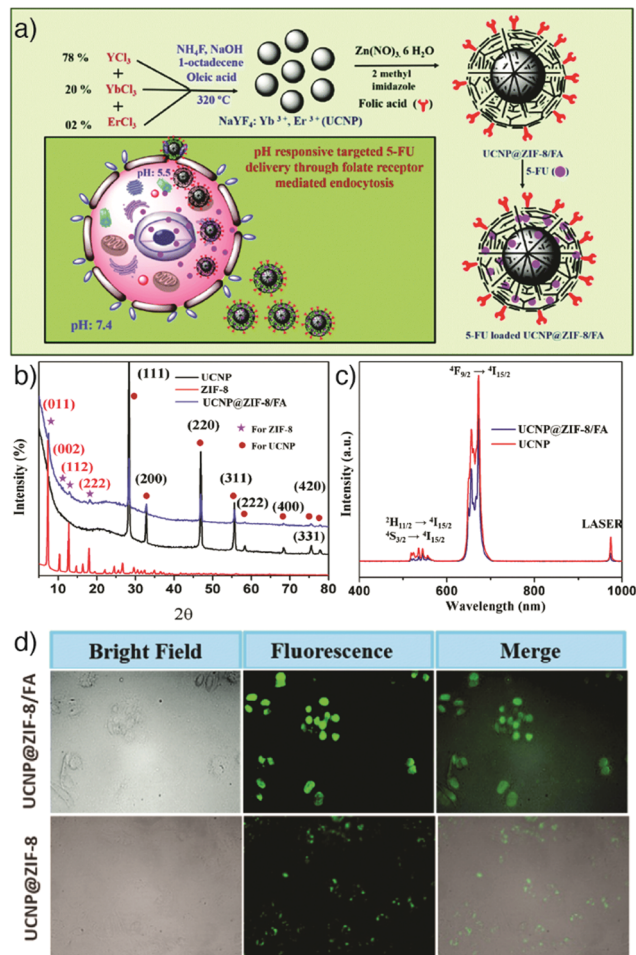 a)
78 % YCl3
+
20 % YbCl3
+
02 % ErCl3
NH4F, NaOH
1-octadecene
Oleic acid
320 °C
NaYF4: Yb 3+, Er 3+ (UCNP)
Zn(NO)3. 6 H2O
2 methyl
imidazole
Folic acid ( )
UCNP@ZIF-8/FA
5-FU ( )
5-FU loaded UCNP@ZIF-8/FA
pH responsive targeted 5-FU
delivery through folate receptor
mediated endocytosis
pH: 5.5
pH: 7.4
b)
Intensity (%)
(011)
(002)
(112)
(222)
(111)
(200)
(220)
(311)
(222)
(400)
(420)
(331)
UCNP
ZIF-8
UCNP@ZIF-8/FA
★ For ZIF-8
● For UCNP
10 20 30 40 50 60 70 80
2θ
c)
Intensity (a.u.)
4F9/2 → 4I15/2
UCNP@ZIF-8/FA
UCNP
2H11/2 → 4I15/2
4S3/2 → 4I15/2
LASER
400 600 800 1000
Wavelength (nm)
d)
Bright Field Fluorescence Merge
UCNP@ZIF-8/FA
UCNP@ZIF-8